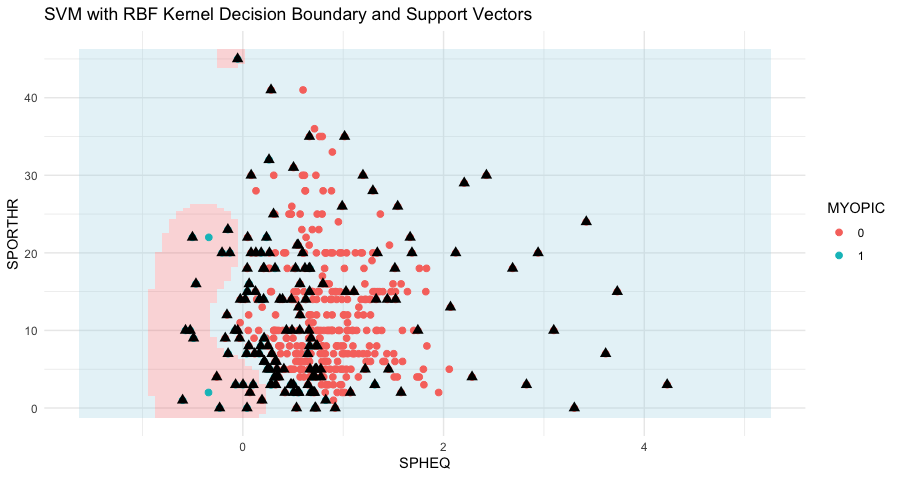 SVM with RBF Kernel Decision Boundary and Support Vectors
40
30
20
10
0
SPORTHR
0
2
4
SPHEQ
MYOPIC
0
1